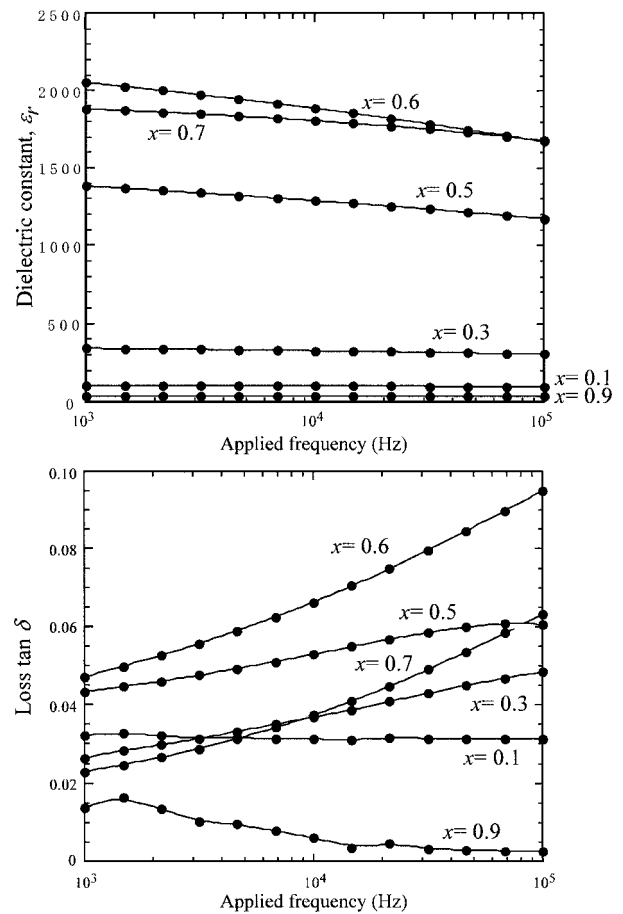 2500
2000
1500
1000
500
0
Dielectric constant, εr
x= 0.6
x= 0.7
x= 0.5
x= 0.3
x= 0.1
x= 0.9
10³ 10⁴ 10⁵
Applied frequency (Hz)
0.10
0.08
0.06
0.04
0.02
0
Loss tan δ
x= 0.6
x= 0.5
x= 0.7
x= 0.3
x= 0.1
x= 0.9
10³ 10⁴ 10⁵
Applied frequency (Hz)